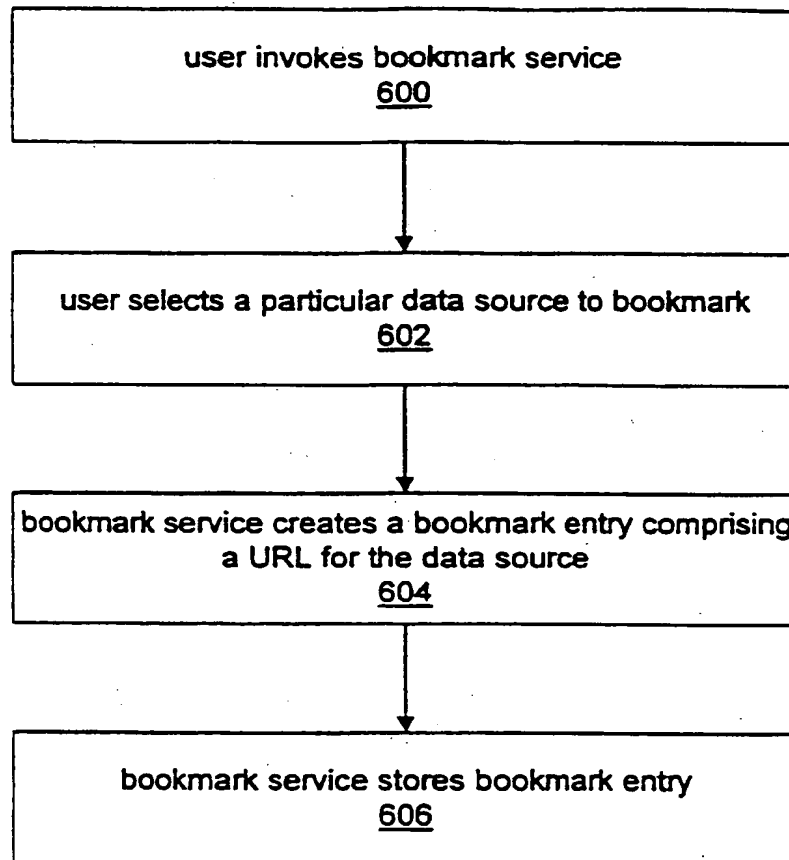 user invokes bookmark service
600
user selects a particular data source to bookmark
602
bookmark service creates a bookmark entry comprising
a URL for the data source
604
bookmark service stores bookmark entry
606